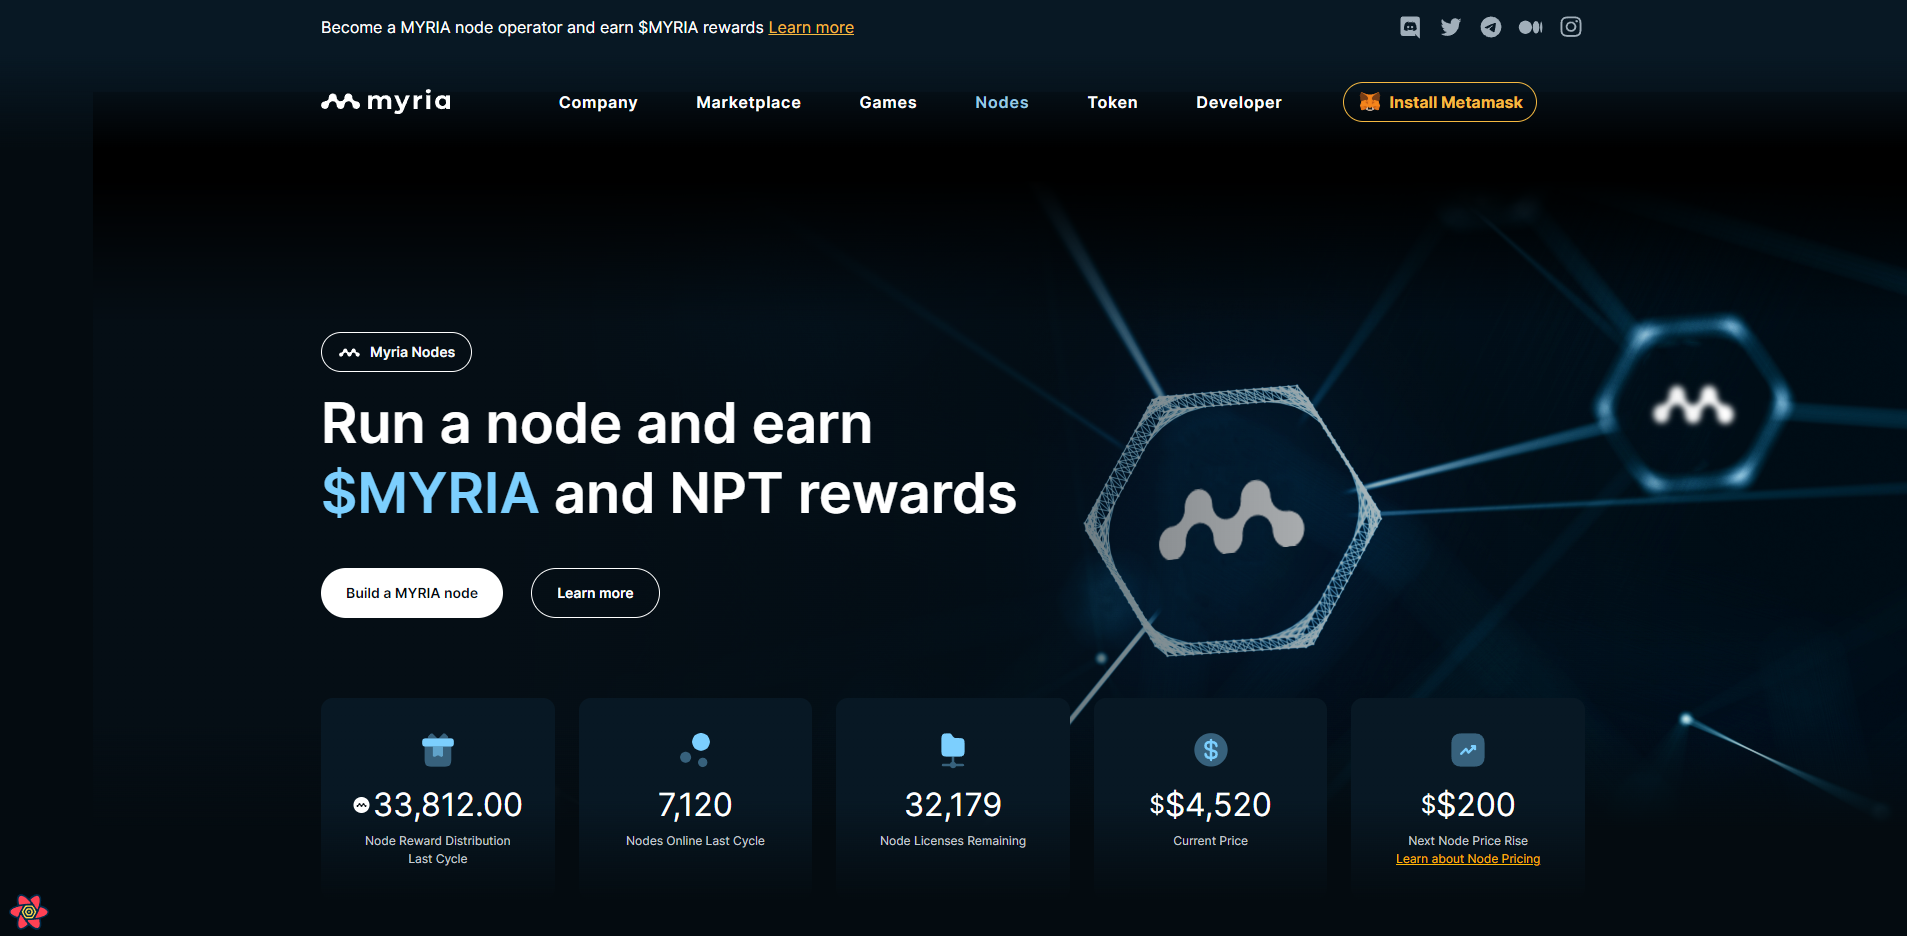 Become a MYRIA node operator and earn $MYRIA rewards Learn more
myria
Company
Marketplace
Games
Nodes
Token
Developer
Install Metamask
Myria Nodes
Run a node and earn
$MYRIA and NPT rewards
Build a MYRIA node
Learn more
33,812.00
Node Reward Distribution
Last Cycle
7,120
Nodes Online Last Cycle
32,179
Node Licenses Remaining
$$4,520
Current Price
$$200
Next Node Price Rise
Learn about Node Pricing